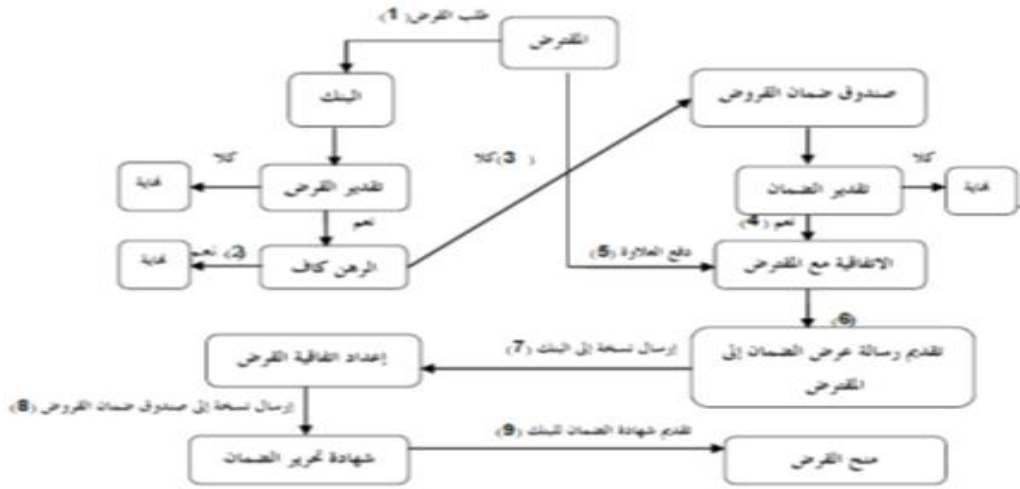 طلب القرض (1)
المقترض
البنك
صندوق ضمان القروض
(3) كلا
كلا
تقدير القرض
نهاية
تقدير الضمان
كلا
نهاية
نعم
نعم (4)
(2) نعم
نهاية
الرهن كاف
دفع العلاوة (5)
الاتفاقية مع المقترض
(6)
إعداد اتفاقية القرض
إرسال نسخة إلى البنك (7)
تقديم رسالة عرض الضمان إلى
المقترض
إرسال نسخة إلى صندوق ضمان القروض (8)
شهادة تحرير الضمان
تقديم شهادة الضمان للبنك (9)
منح القرض